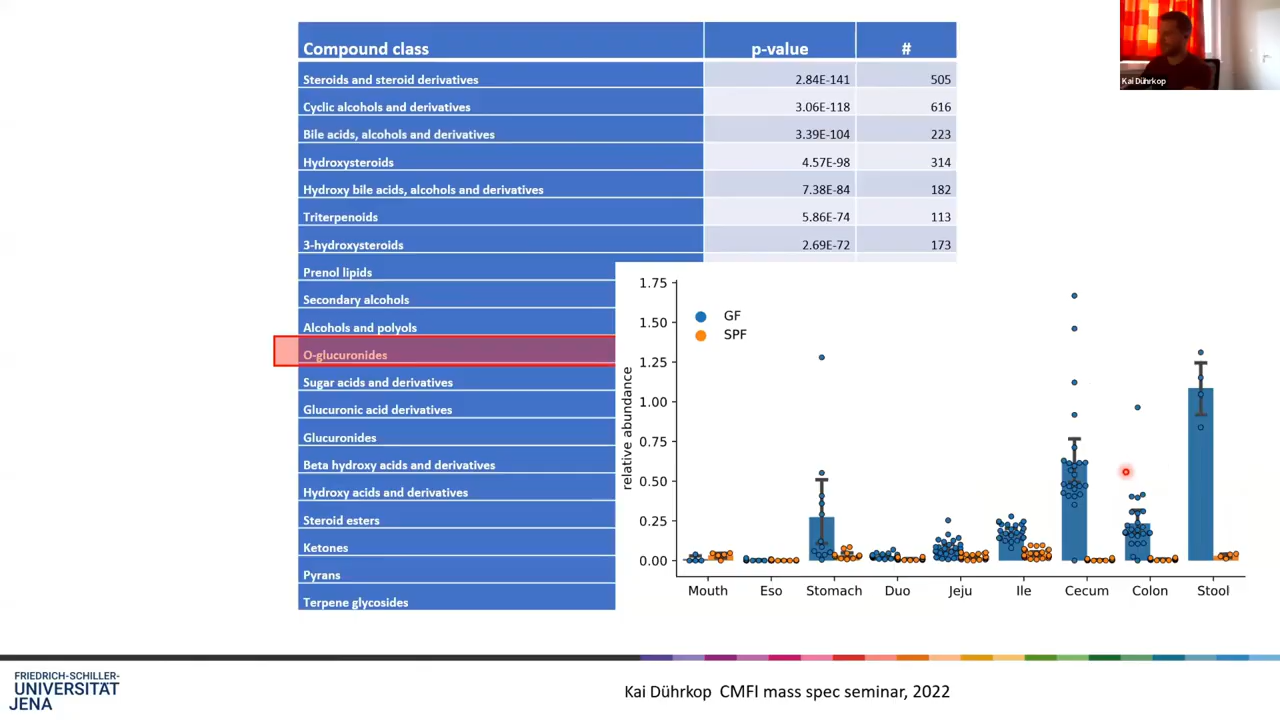 Compound class p-value #
Steroids and steroid derivatives 2.84E-141 505
Cyclic alcohols and derivatives 3.06E-118 616
Bile acids, alcohols and derivatives 3.39E-104 223
Hydroxysteroids 4.57E-98 314
Hydroxy bile acids, alcohols and derivatives 7.38E-84 182
Triterpenoids 5.86E-74 113
3-hydroxysteroids 2.69E-72 173
Prenol lipids
Secondary alcohols
Alcohols and polyols
O-glucuronides
Sugar acids and derivatives
Glucuronic acid derivatives
Glucuronides
Beta hydroxy acids and derivatives
Hydroxy acids and derivatives
Steroid esters
Ketones
Pyrans
Terpene glycosides
Kai Dührkop
GF
SPF
relative abundance
1.75
1.50
1.25
1.00
0.75
0.50
0.25
0.00
Mouth Eso Stomach Duo Jeju Ile Cecum Colon Stool
FRIEDRICH-SCHILLER-
UNIVERSITÄT
JENA
Kai Dührkop CMFI mass spec seminar, 2022